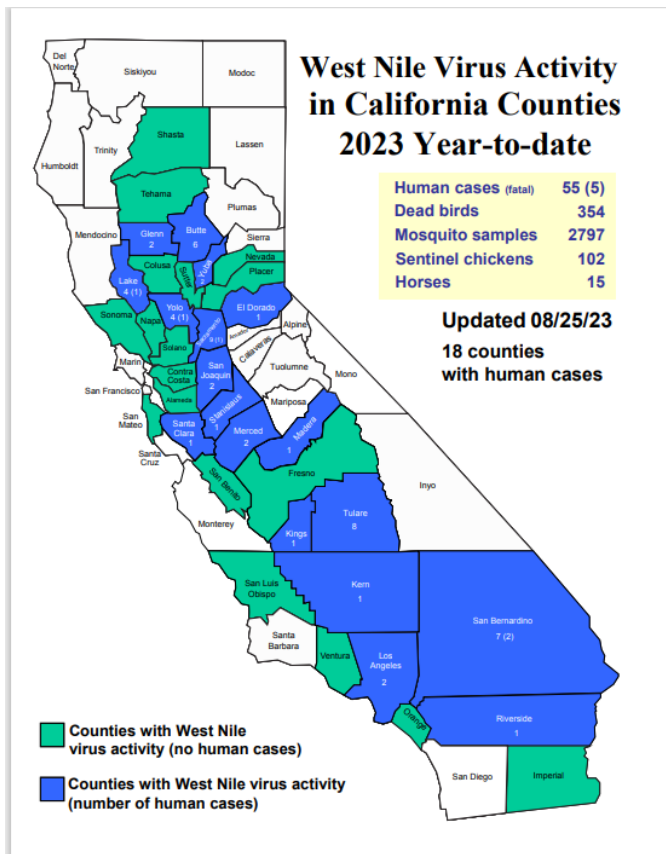 West Nile Virus Activity
in California Counties
2023 Year-to-date
Human cases (fatal) 55 (5)
Dead birds 354
Mosquito samples 2797
Sentinel chickens 102
Horses 15
Updated 08/25/23
18 counties
with human cases
Del
Norte
Siskiyou
Modoc
Humboldt
Trinity
Shasta
Lassen
Tehama
Plumas
Mendocino
Glenn
2
Butte
6
Sierra
Lake
4 (1)
Colusa
Sutter
Yuba
2
Nevada
Placer
Sonoma
Napa
Yolo
4 (1)
Sacramento
9 (1)
El Dorado
1
Alpine
Solano
Amador
Calaveras
Marin
Contra
Costa
San
Joaquin
2
Tuolumne
Mono
San Francisco
Alameda
Stanislaus
1
Mariposa
San
Mateo
Santa
Clara
1
Merced
2
Madera
1
Santa
Cruz
San Benito
Fresno
Inyo
Monterey
Kings
1
Tulare
8
San Luis
Obispo
Kern
1
San Bernardino
7 (2)
Santa
Barbara
Ventura
Los
Angeles
2
Orange
Riverside
1
San Diego
Imperial
Counties with West Nile
virus activity (no human cases)
Counties with West Nile virus activity
(number of human cases)